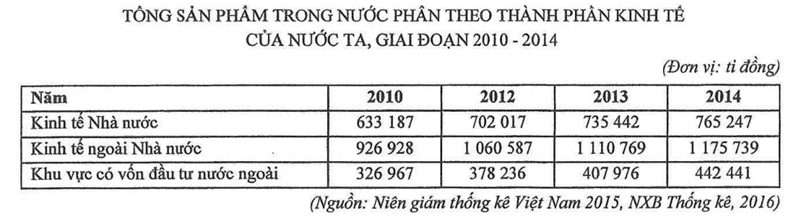 TỔNG SẢN PHẨM TRONG NƯỚC PHÂN THEO THÀNH PHẦN KINH TẾ
CỦA NƯỚC TA, GIAI ĐOẠN 2010 - 2014
(Đơn vị: tỉ đồng)
Năm 2010 2012 2013 2014
Kinh tế Nhà nước 633 187 702 017 735 442 765 247
Kinh tế ngoài Nhà nước 926 928 1 060 587 1 110 769 1 175 739
Khu vực có vốn đầu tư nước ngoài 326 967 378 236 407 976 442 441
(Nguồn: Niên giám thống kê Việt Nam 2015, NXB Thống kê, 2016)